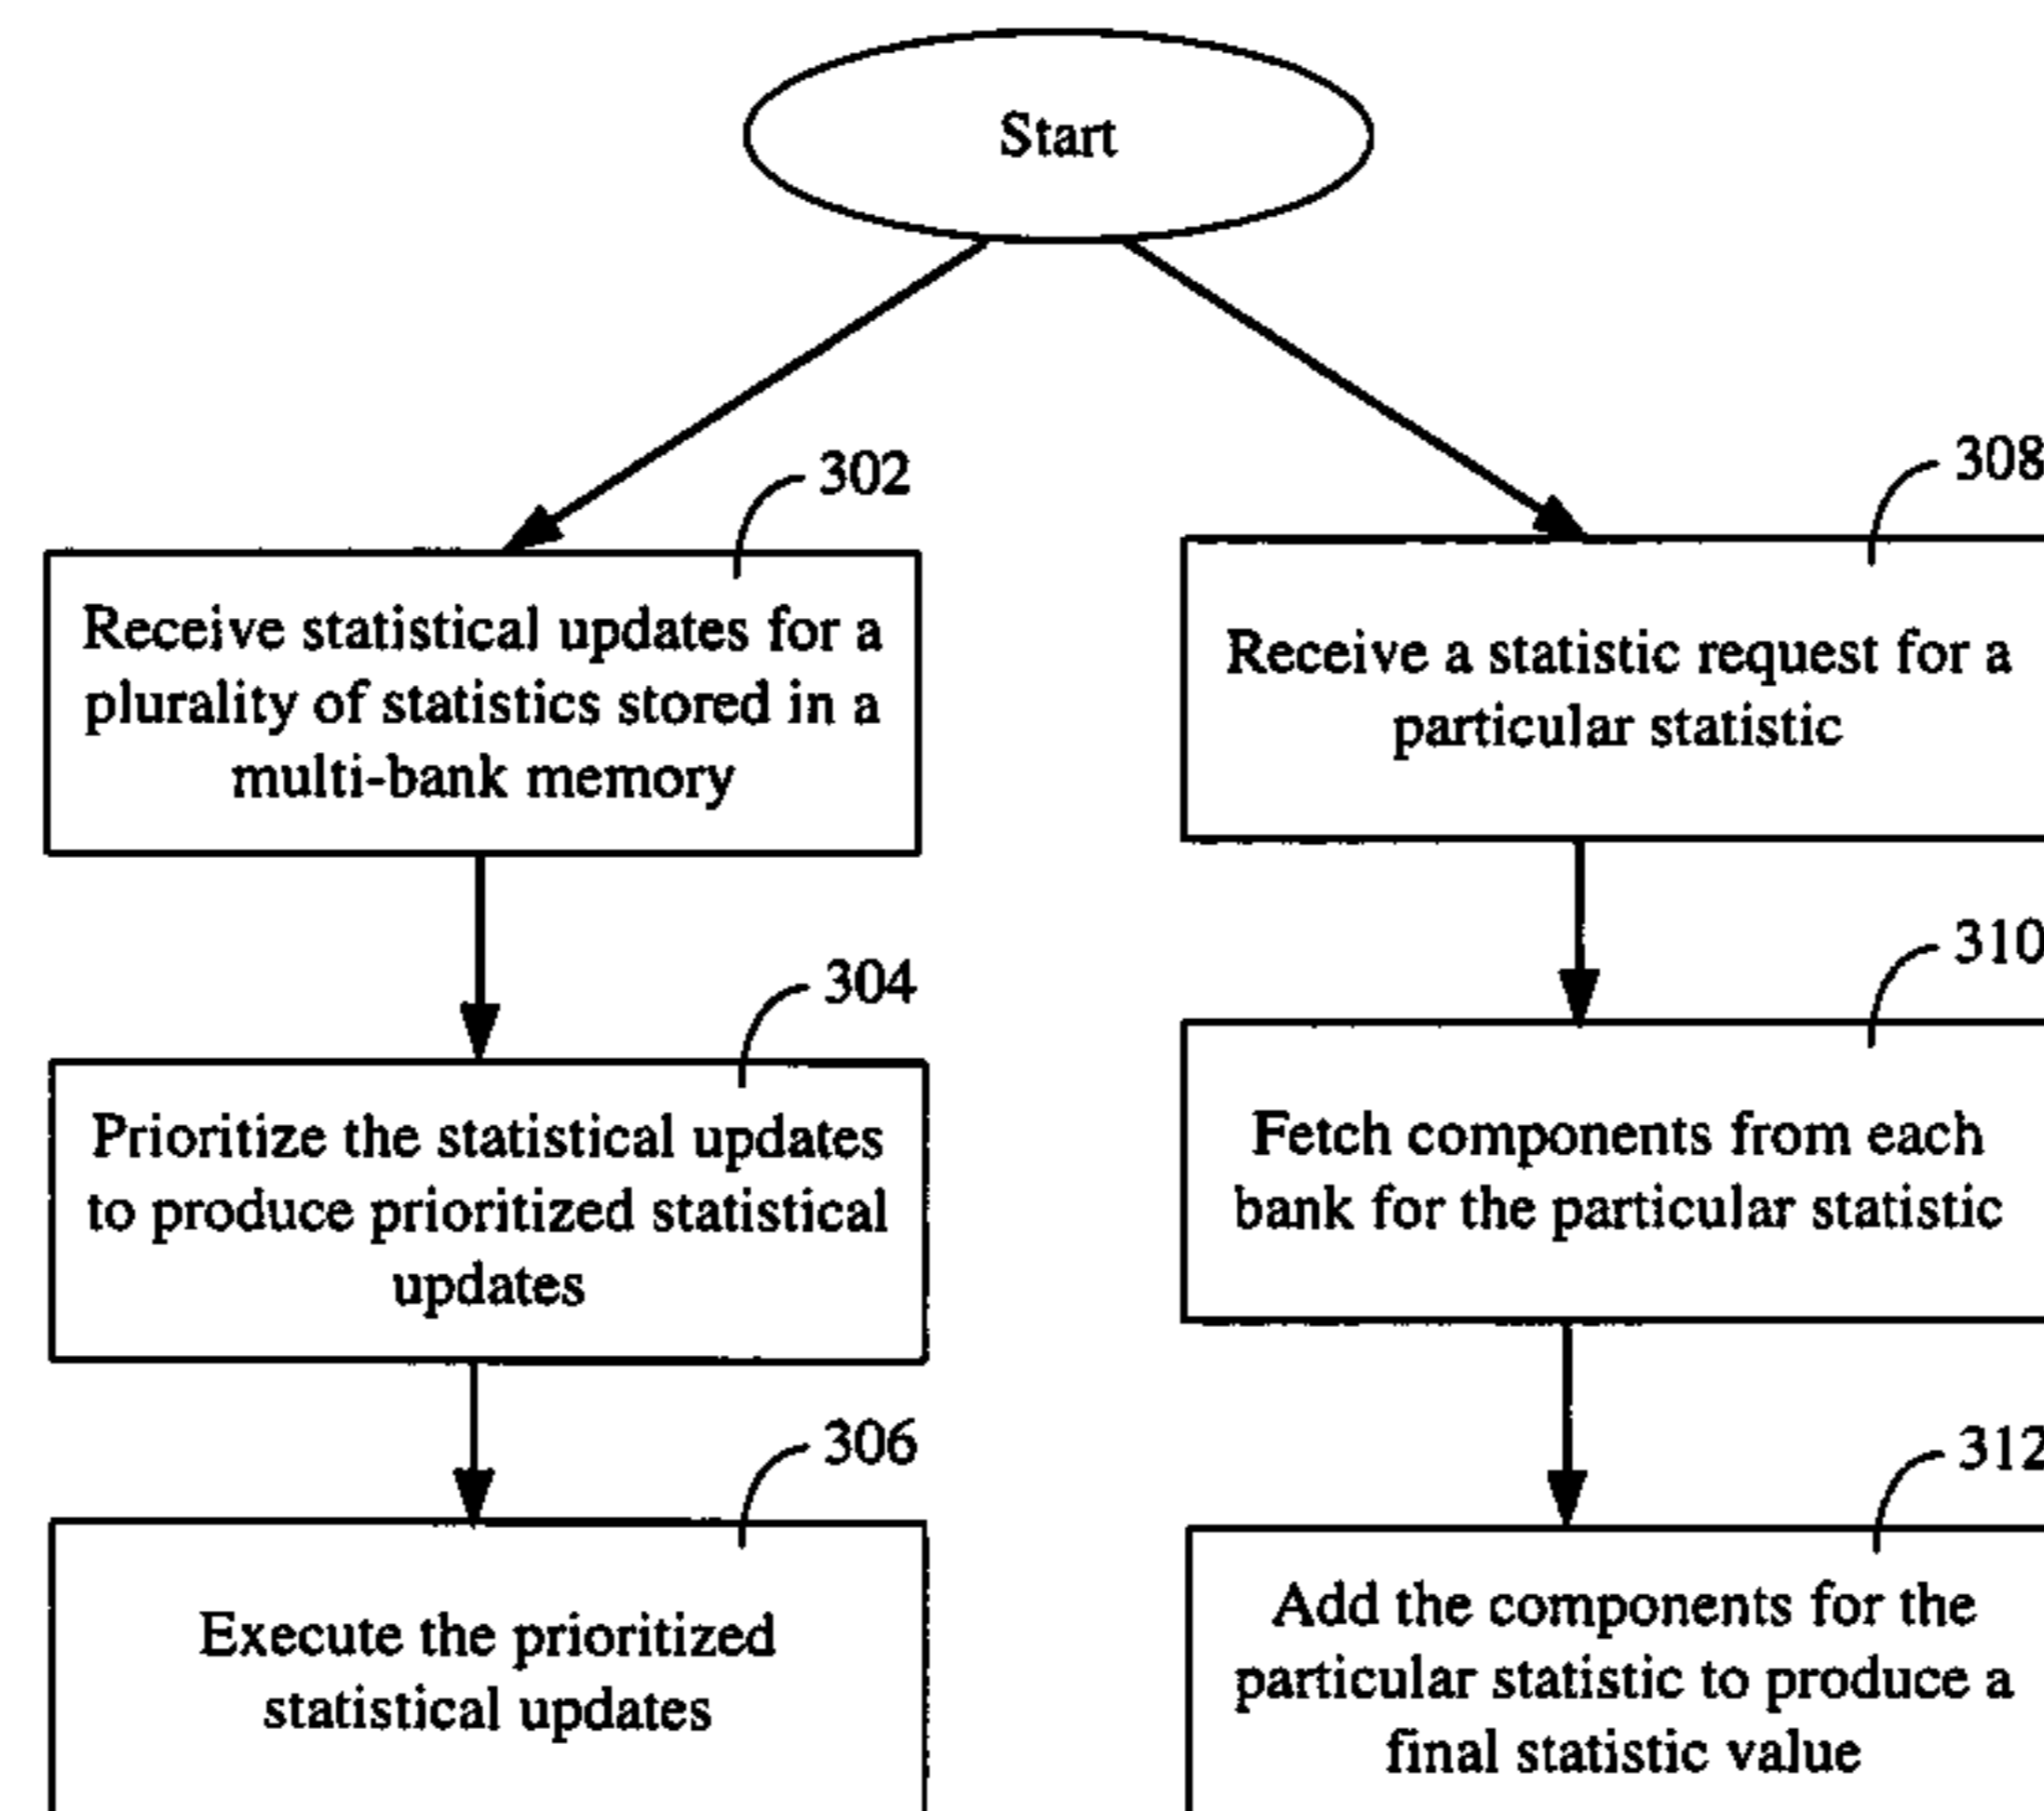 Start
302
Receive statistical updates for a
plurality of statistics stored in a
multi-bank memory
304
Prioritize the statistical updates
to produce prioritized statistical
updates
306
Execute the prioritized
statistical updates
308
Receive a statistic request for a
particular statistic
310
Fetch components from each
bank for the particular statistic
312
Add the components for the
particular statistic to produce a
final statistic value